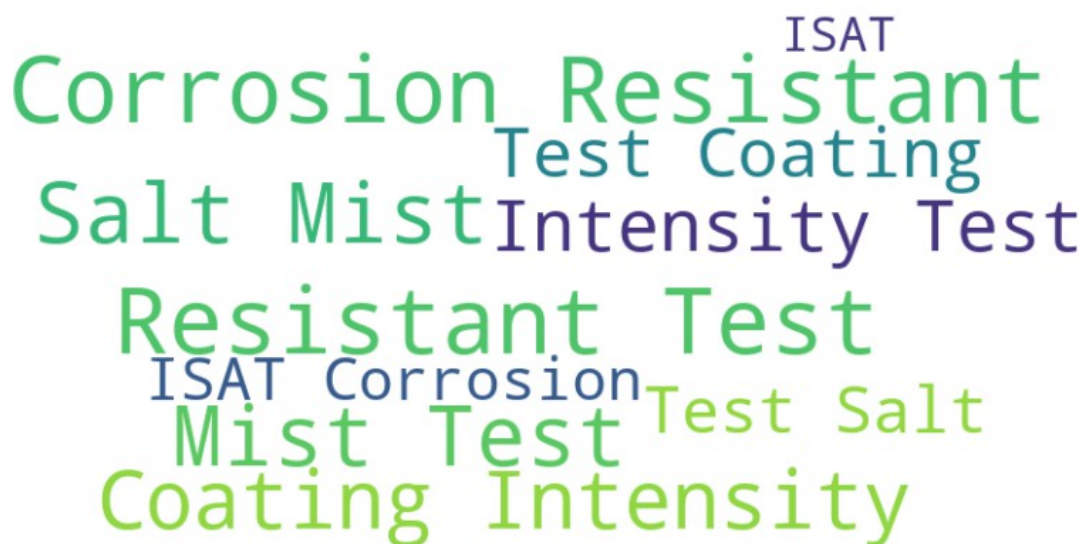 ISAT
Corrosion Resistant
Test Coating
Salt Mist
Intensity Test
Resistant Test
ISAT Corrosion
Test Salt
Mist Test
Coating Intensity